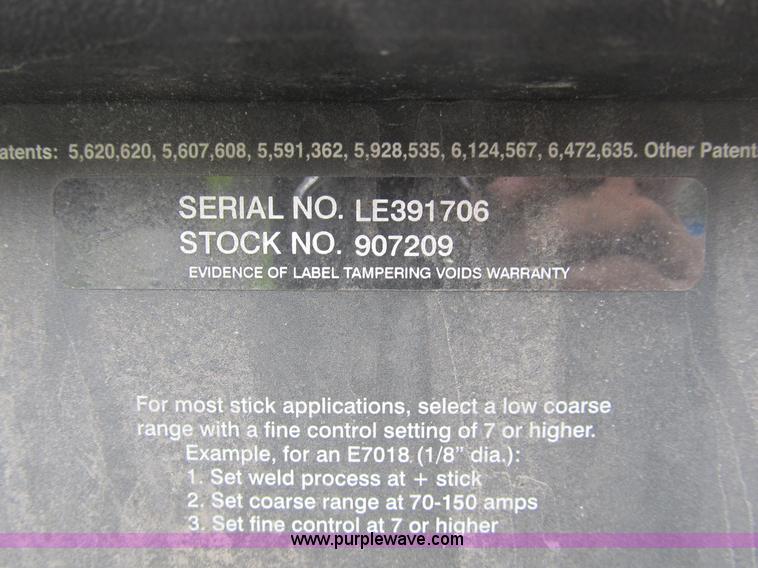 atents: 5,620,620, 5,607,608, 5,591,362, 5,928,535, 6,124,567, 6,472,635. Other Patent
SERIAL NO. LE391706
STOCK NO. 907209
EVIDENCE OF LABEL TAMPERING VOIDS WARRANTY
For most stick applications, select a low coarse
range with a fine control setting of 7 or higher.
Example, for an E7018 (1/8" dia.):
1. Set weld process at + stick
2. Set coarse range at 70-150 amps
3. Set fine control at 7 or higher
www.purplewave.com